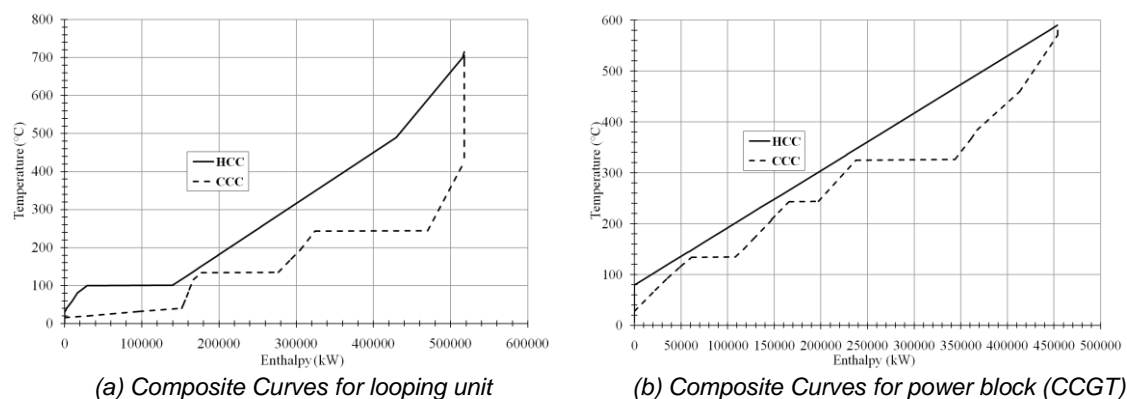 800
700
600
500
400
300
200
100
0
Temperature (°C)
HCC
CCC
0 100000 200000 300000 400000 500000 600000
Enthalpy (kW)
(a) Composite Curves for looping unit
600
500
400
300
200
100
0
Temperature (°C)
HCC
CCC
0 50000 100000 150000 200000 250000 300000 350000 400000 450000 500000
Enthalpy (kW)
(b) Composite Curves for power block (CCGT)